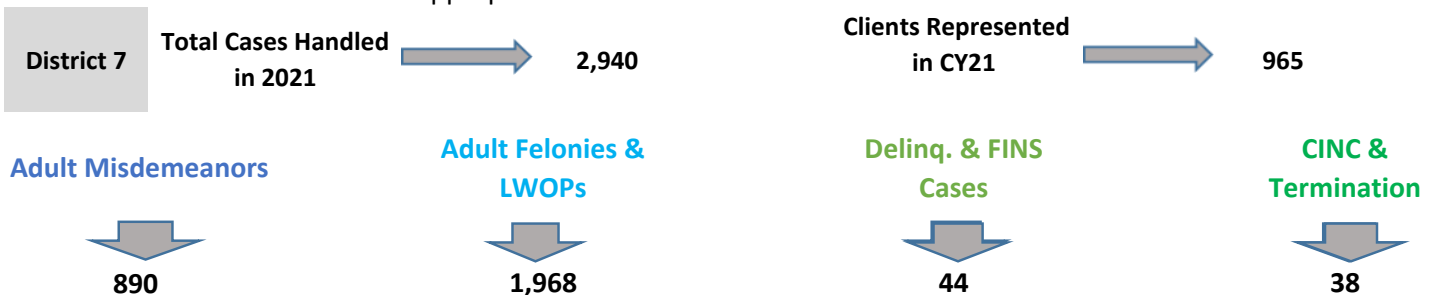 District 7
Total Cases Handled
in 2021
2,940
Clients Represented
in CY21
965
Adult Misdemeanors
Adult Felonies &
LWOPs
Delinq. & FINS
Cases
CINC &
Termination
890
1,968
44
38